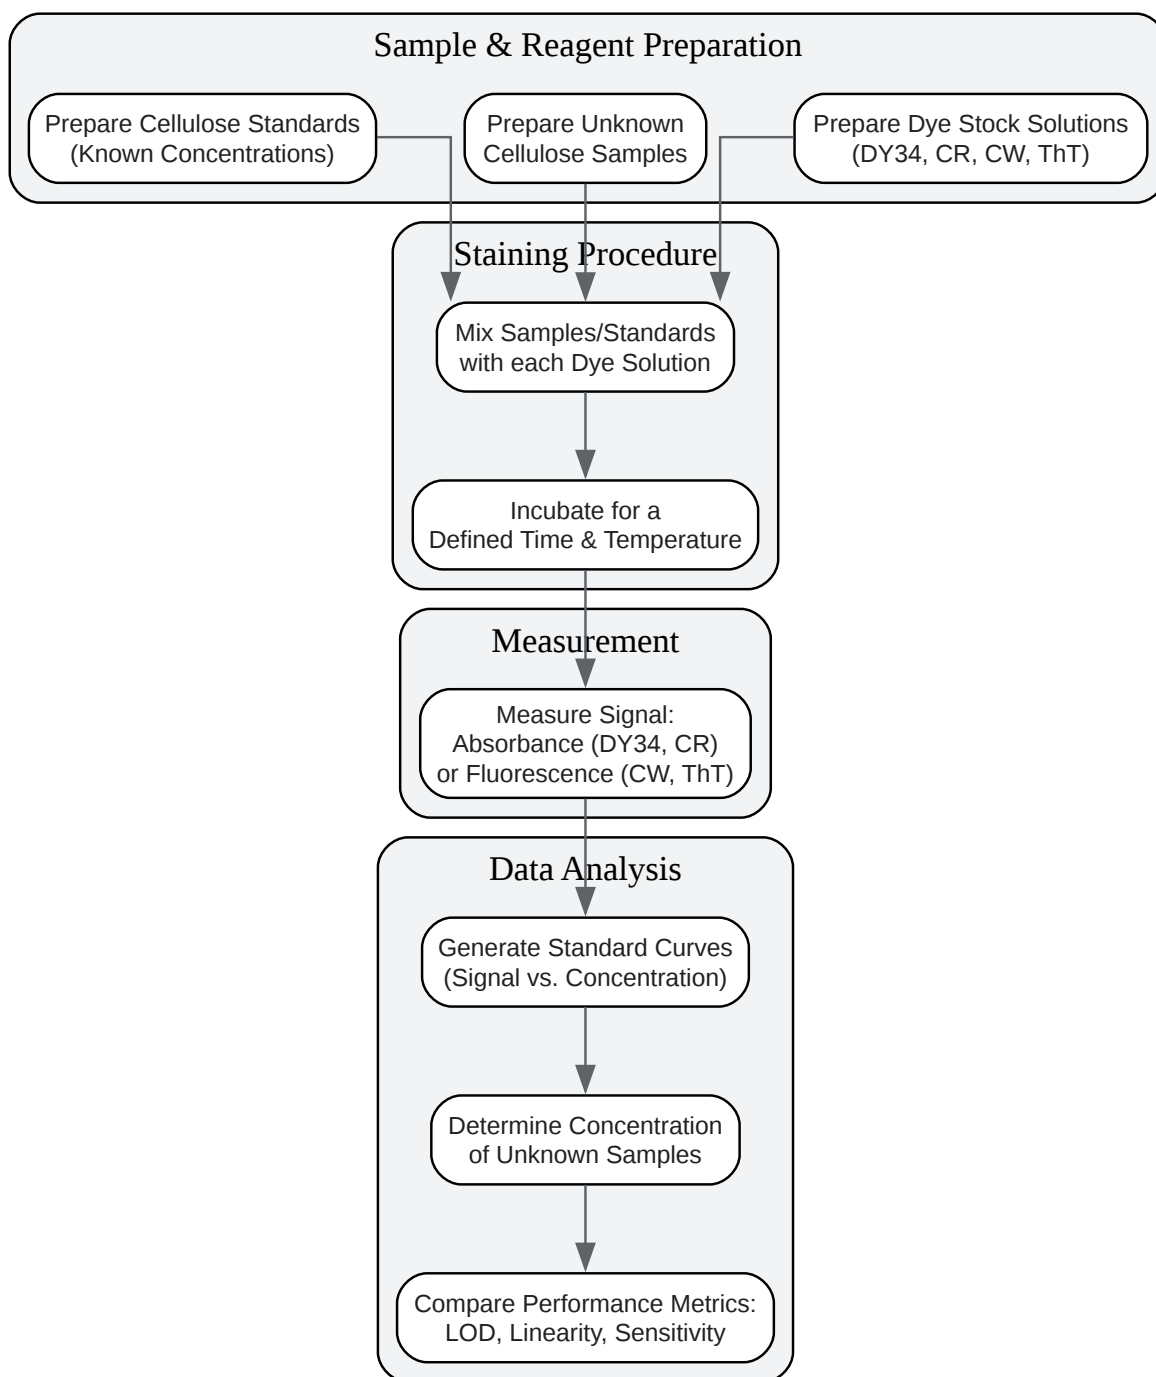 Sample & Reagent Preparation
Prepare Cellulose Standards
(Known Concentrations)
Prepare Unknown
Cellulose Samples
Prepare Dye Stock Solutions
(DY34, CR, CW, ThT)
Staining Procedure
Mix Samples/Standards
with each Dye Solution
Incubate for a
Defined Time & Temperature
Measurement
Measure Signal:
Absorbance (DY34, CR)
or Fluorescence (CW, ThT)
Data Analysis
Generate Standard Curves
(Signal vs. Concentration)
Determine Concentration
of Unknown Samples
Compare Performance Metrics:
LOD, Linearity, Sensitivity